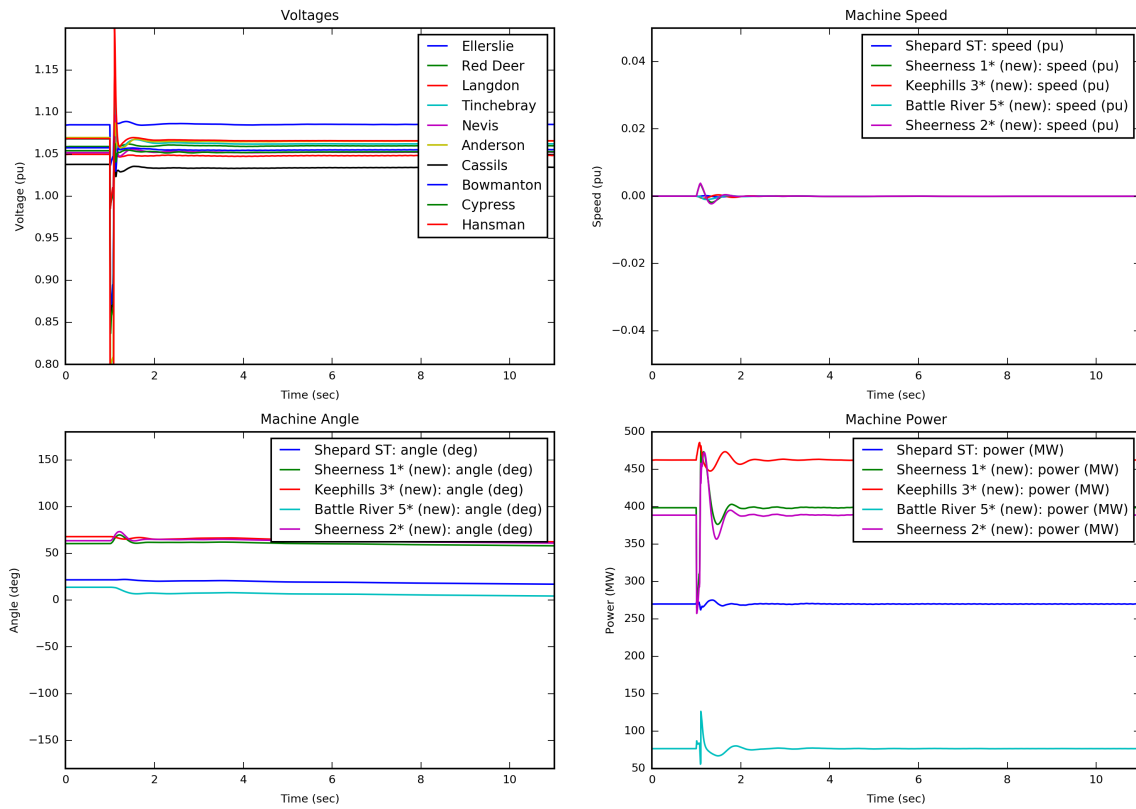 Voltages
1.15
1.10
1.05
1.00
0.95
0.90
0.85
0.80
Voltage (pu)
Ellerslie
Red Deer
Langdon
Tinchebray
Nevis
Anderson
Cassils
Bowmanton
Cypress
Hansman
0 2 4 6 8 10
Time (sec)
Machine Speed
0.04
0.02
0.00
−0.02
−0.04
Speed (pu)
Shepard ST: speed (pu)
Sheerness 1* (new): speed (pu)
Keephills 3* (new): speed (pu)
Battle River 5* (new): speed (pu)
Sheerness 2* (new): speed (pu)
0 2 4 6 8 10
Time (sec)
Machine Angle
150
100
50
0
−50
−100
−150
Angle (deg)
Shepard ST: angle (deg)
Sheerness 1* (new): angle (deg)
Keephills 3* (new): angle (deg)
Battle River 5* (new): angle (deg)
Sheerness 2* (new): angle (deg)
0 2 4 6 8 10
Time (sec)
Machine Power
500
450
400
350
300
250
200
150
100
50
Power (MW)
Shepard ST: power (MW)
Sheerness 1* (new): power (MW)
Keephills 3* (new): power (MW)
Battle River 5* (new): power (MW)
Sheerness 2* (new): power (MW)
0 2 4 6 8 10
Time (sec)